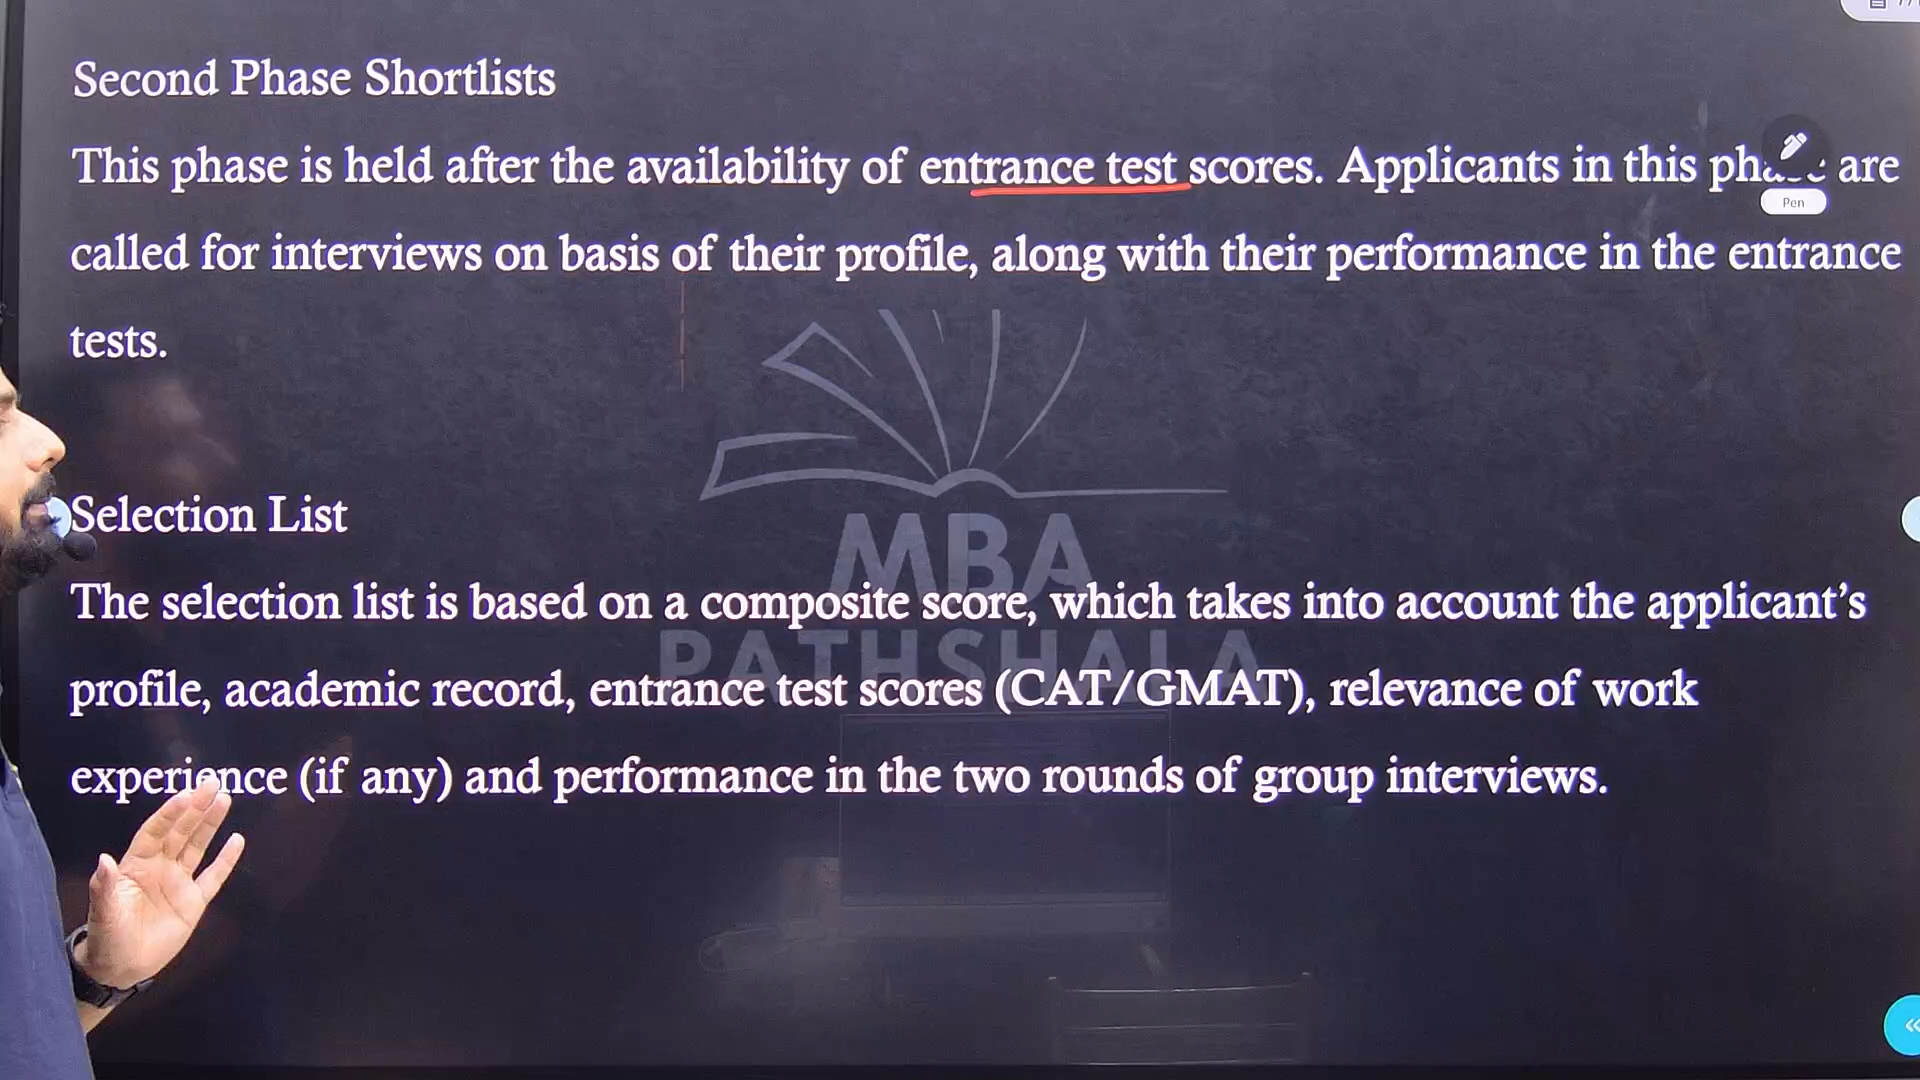 Second Phase Shortlists
This phase is held after the availability of entrance test scores. Applicants in this phase are
Pen
called for interviews on basis of their profile, along with their performance in the entrance
tests.
Selection List
MBA
The selection list is based on a composite score, which takes into account the applicant's
PATHSHALA
profile, academic record, entrance test scores (CAT/GMAT), relevance of work
experience (if any) and performance in the two rounds of group interviews.